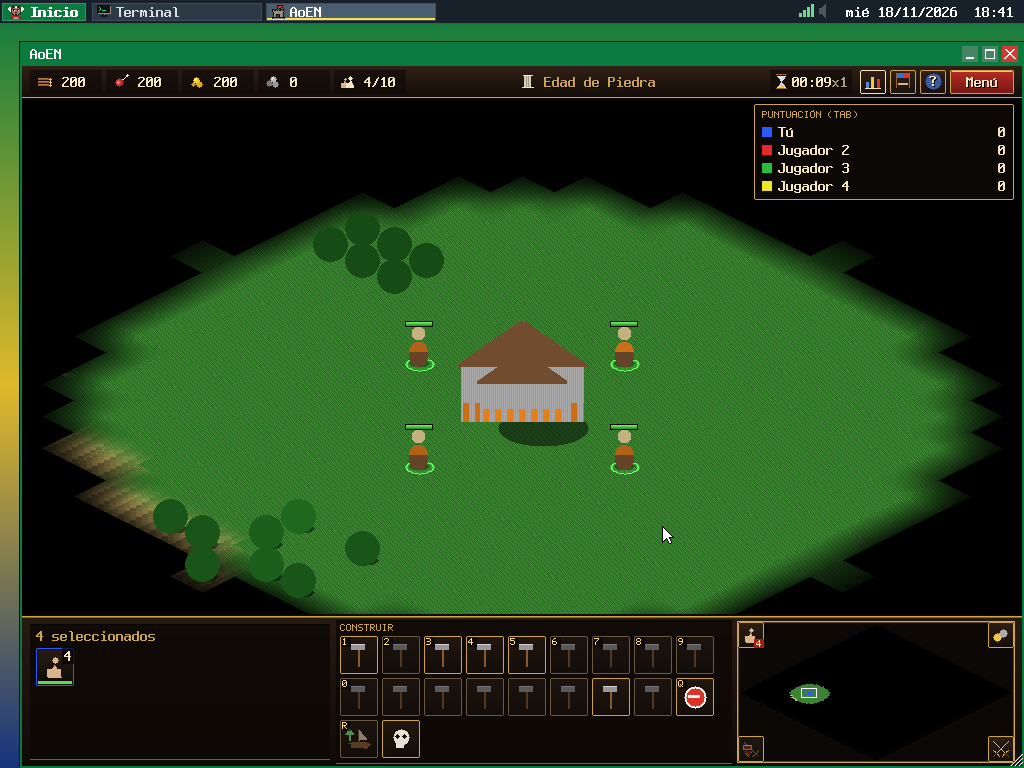 Inicio
Terminal
AoEN
mié 18/11/2026 18:41
AoEN
200
200
200
0
4/10
Edad de Piedra
00:09x1
Menú
PUNTUACIÓN (TAB)
Tú 0
Jugador 2 0
Jugador 3 0
Jugador 4 0
4 seleccionados
4
CONSTRUIR
1 2 3 4 5 6 7 8 9
0 Q
R
4